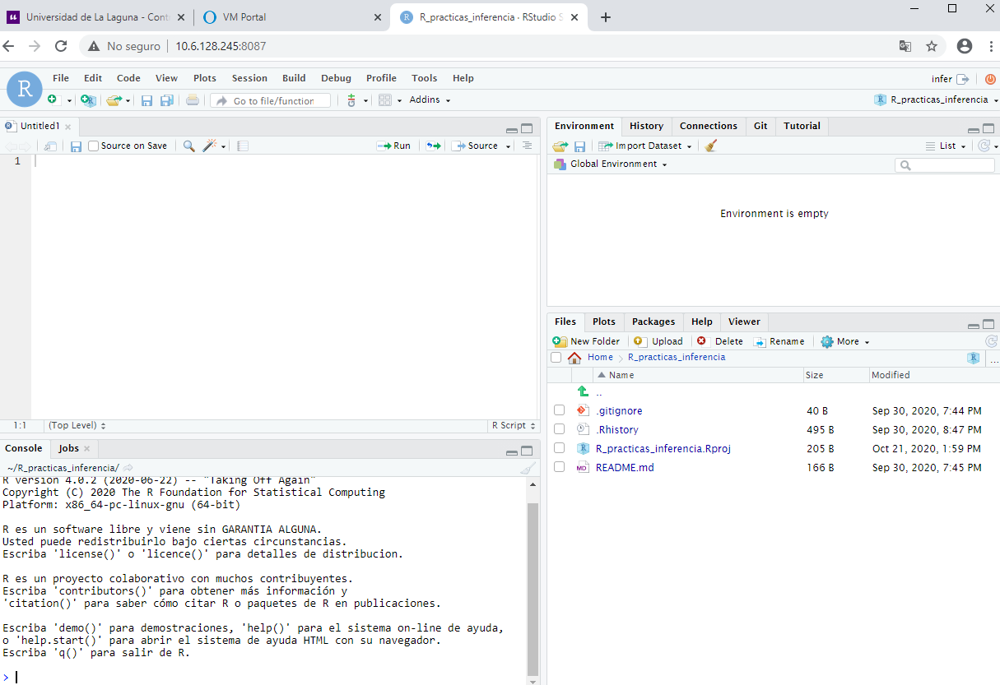 Universidad de La Laguna - Cont
VM Portal
R_practicas_inferencia · RStudio S
No seguro
10.6.128.245:8087
R
File Edit Code View Plots Session Build Debug Profile Tools Help
infer
Go to file/function
Addins
R_practicas_inferencia
Untitled1
Source on Save
Run
Source
1
1:1
(Top Level)
R Script
Console Jobs
~/R_practicas_inferencia/
R version 4.0.2 (2020-06-22) -- "Taking Off Again"
Copyright (C) 2020 The R Foundation for Statistical Computing
Platform: x86_64-pc-linux-gnu (64-bit)
R es un software libre y viene sin GARANTIA ALGUNA.
Usted puede redistribuirlo bajo ciertas circunstancias.
Escriba 'license()' o 'licence()' para detalles de distribucion.
R es un proyecto colaborativo con muchos contribuyentes.
Escriba 'contributors()' para obtener más información y
'citation()' para saber cómo citar R o paquetes de R en publicaciones.
Escriba 'demo()' para demostraciones, 'help()' para el sistema on-line de ayuda,
o 'help.start()' para abrir el sistema de ayuda HTML con su navegador.
Escriba 'q()' para salir de R.
>
Environment History Connections Git Tutorial
Import Dataset
List
Global Environment
Environment is empty
Files Plots Packages Help Viewer
New Folder Upload Delete Rename More
Home R_practicas_inferencia
...
Name Size Modified
..
.gitignore 40 B Sep 30, 2020, 7:44 PM
.Rhistory 495 B Sep 30, 2020, 8:47 PM
R_practicas_inferencia.Rproj 205 B Oct 21, 2020, 1:59 PM
MD README.md 166 B Sep 30, 2020, 7:45 PM